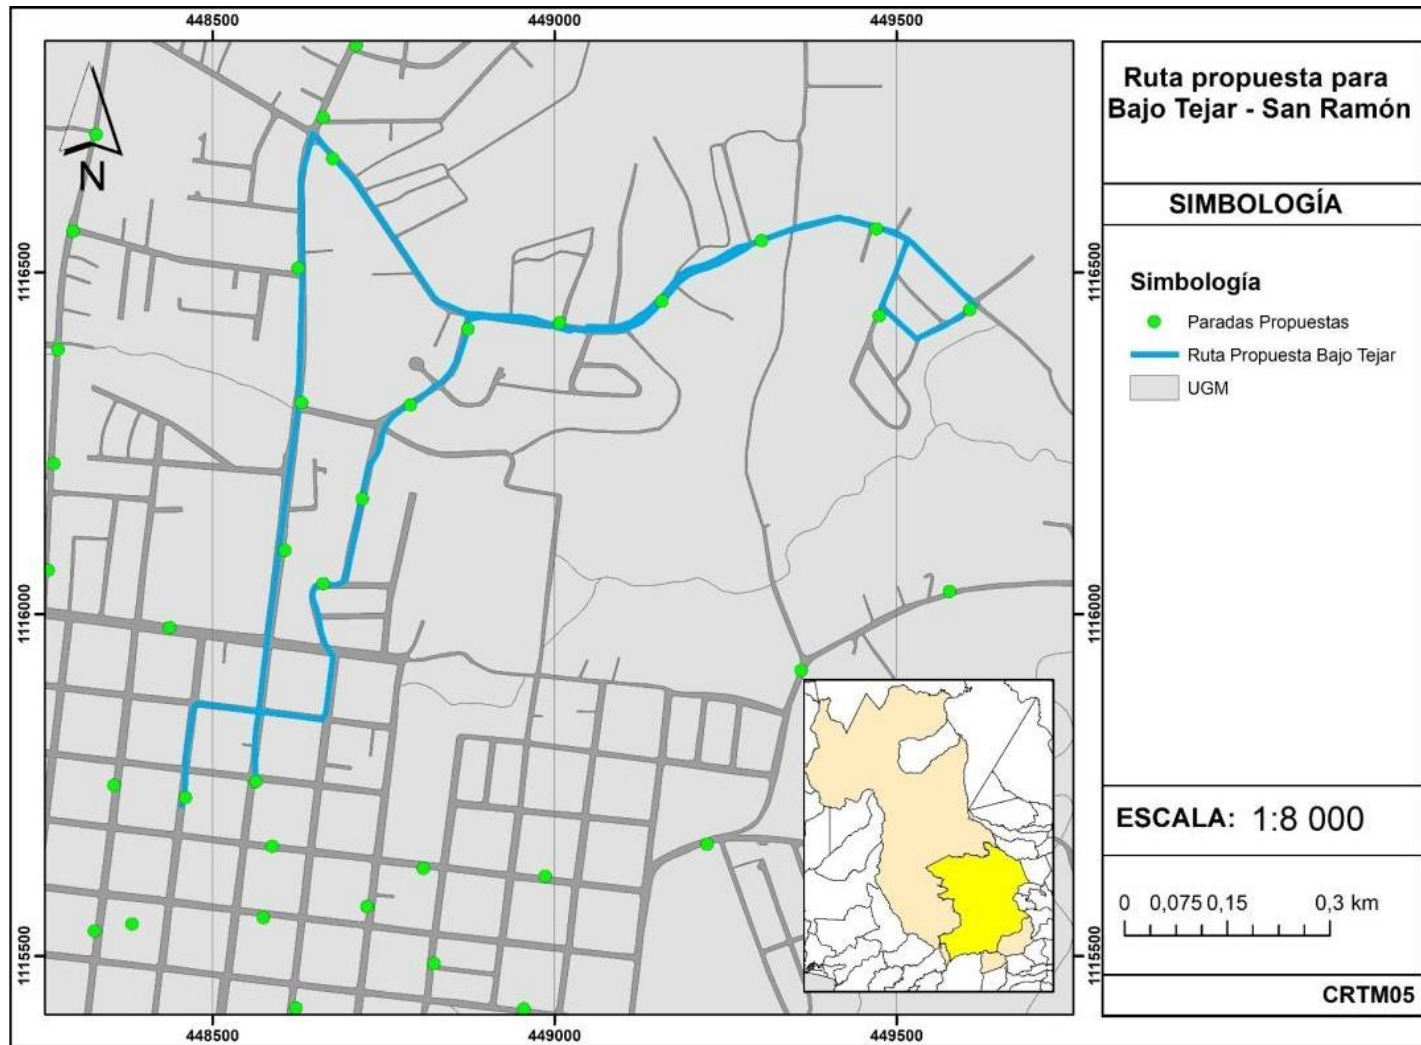 448500 449000 449500
1116500 1116500
1116000 1116000
1115500 1115500
448500 449000 449500
N
Ruta propuesta para
Bajo Tejar - San Ramón
SIMBOLOGÍA
Simbología
Paradas Propuestas
Ruta Propuesta Bajo Tejar
UGM
ESCALA: 1:8 000
0 0,075 0,15 0,3 km
CRTM05